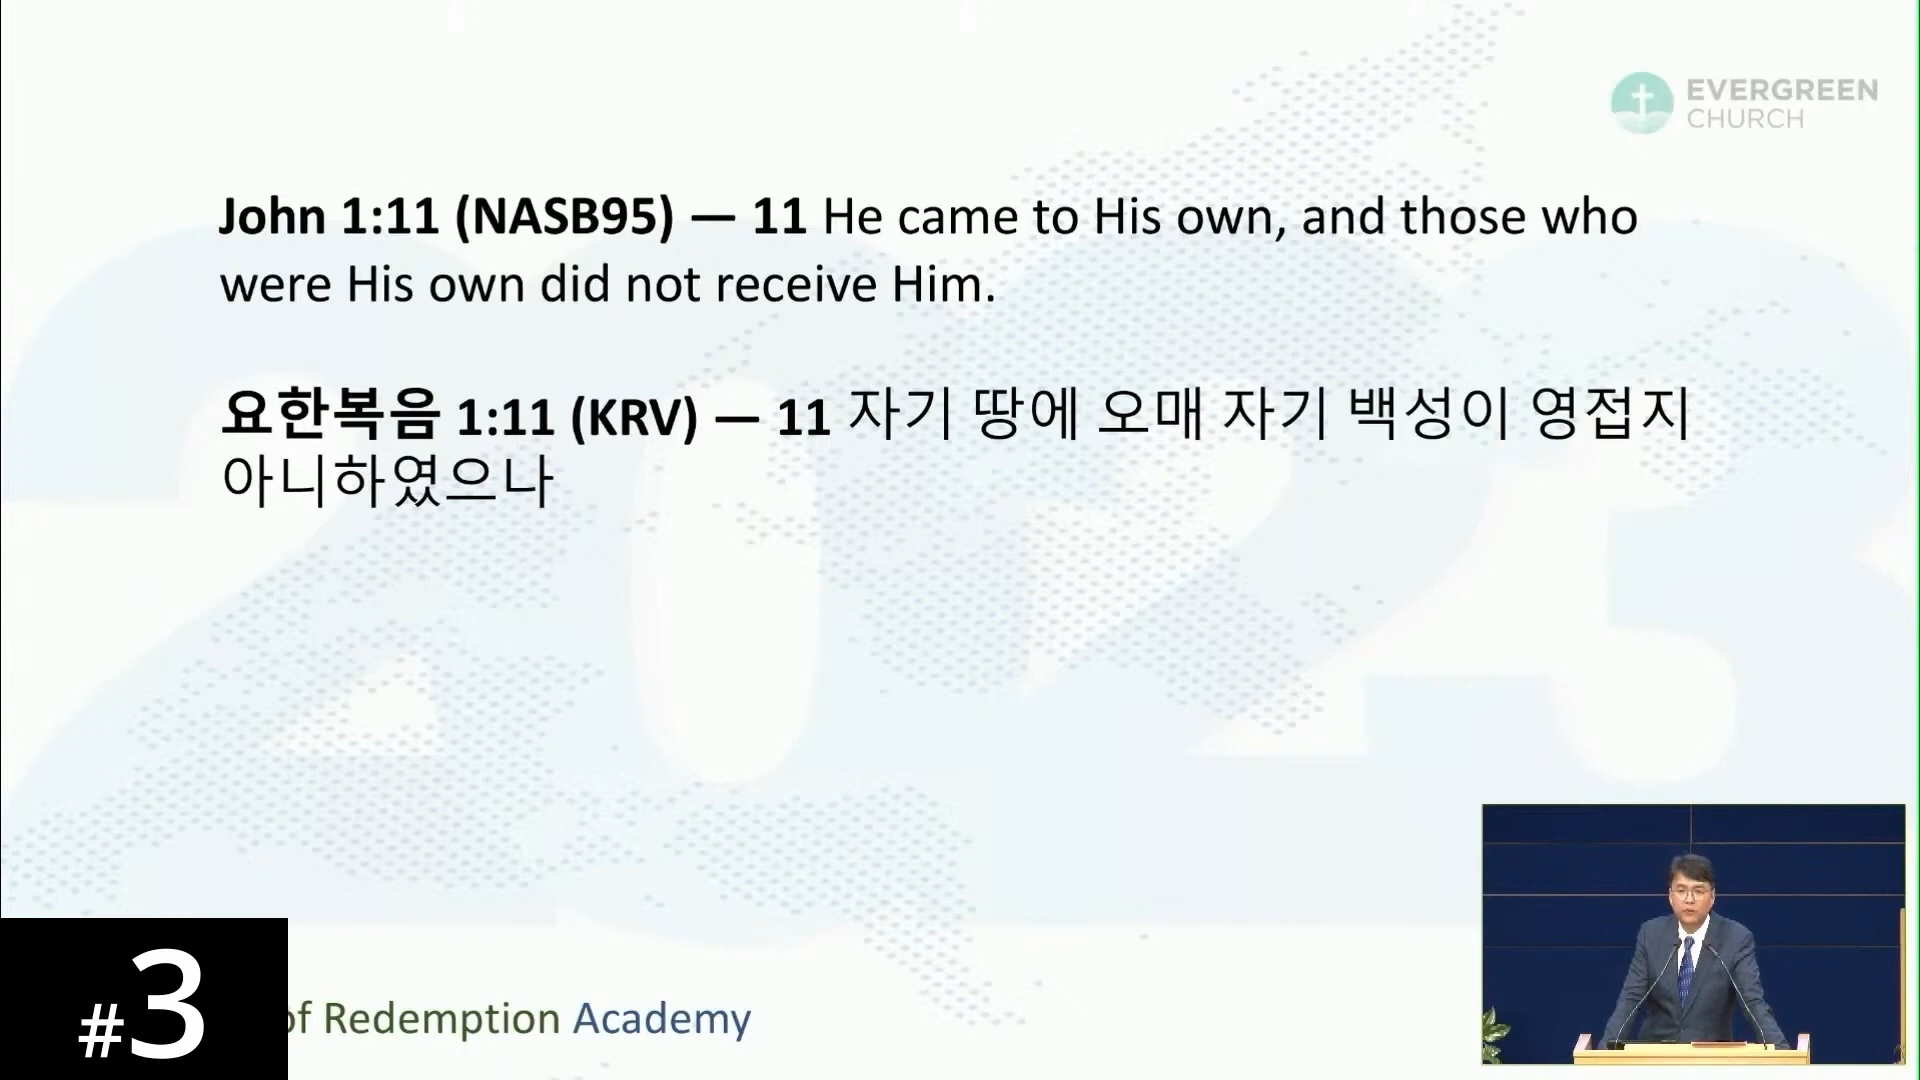 EVERGREEN
CHURCH
John 1:11 (NASB95) — 11 He came to His own, and those who
were His own did not receive Him.
요한복음 1:11 (KRV) — 11 자기 땅에 오매 자기 백성이 영접지
아니하였으나
#3
of Redemption Academy
2023